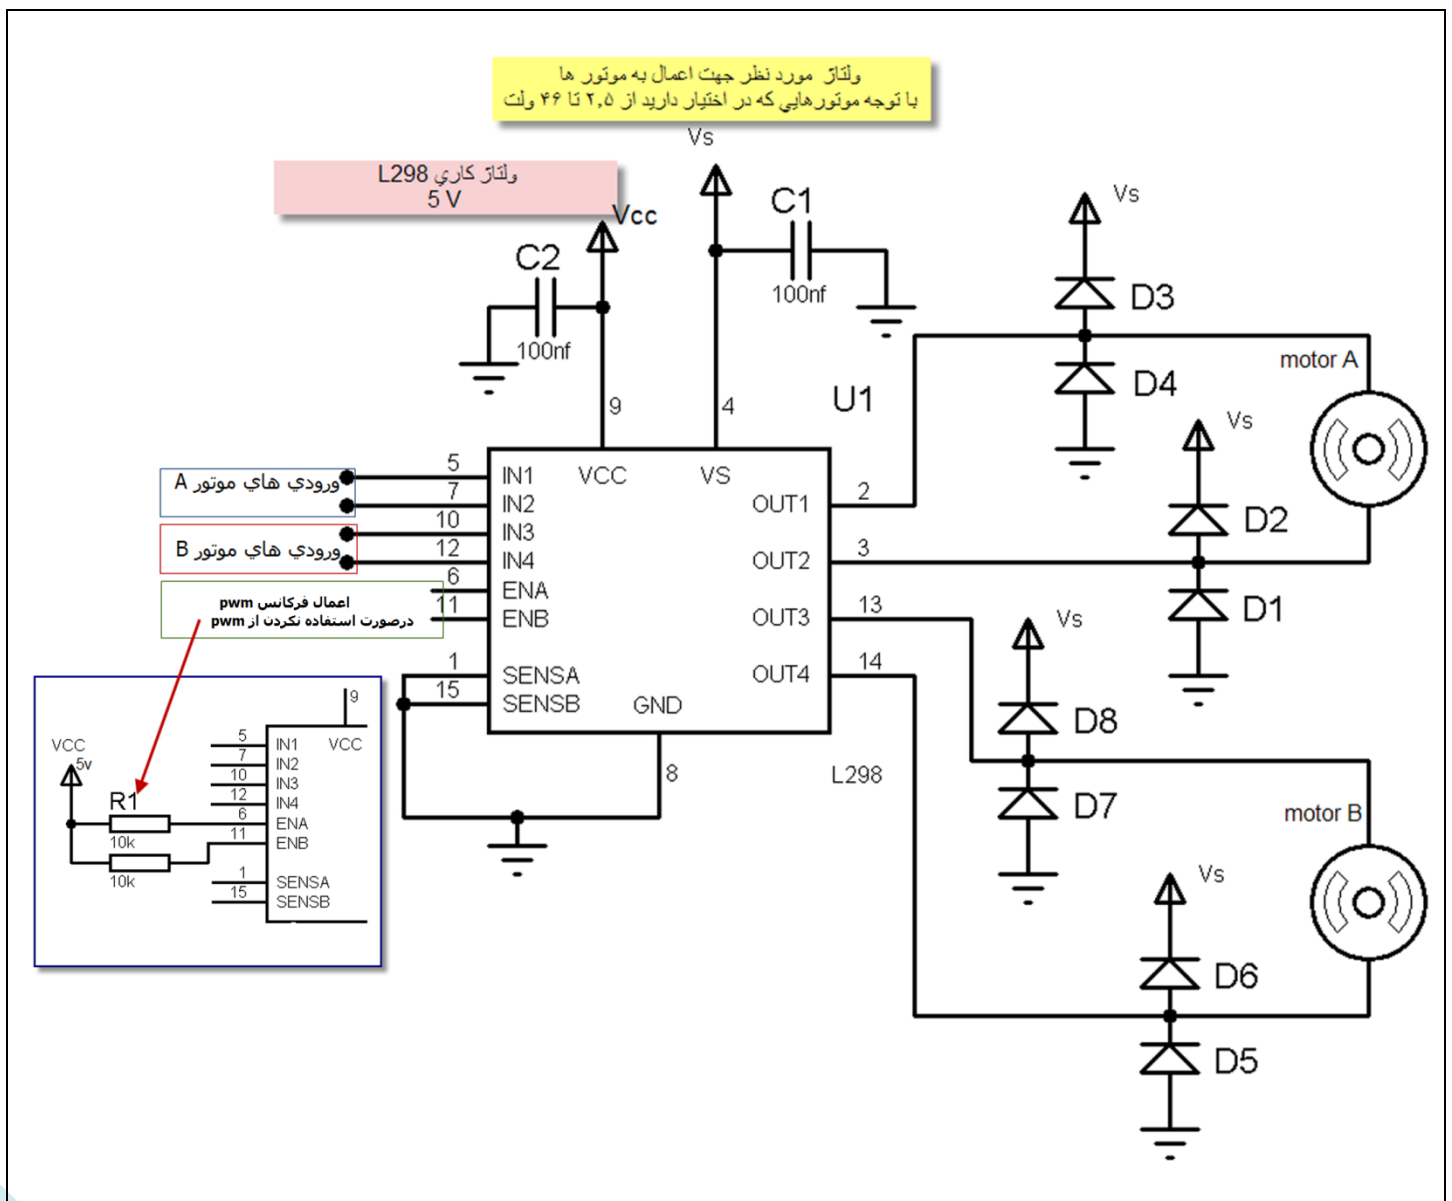 ولتاژ مورد نظر جهت اعمال به موتور ها
با توجه موتورهايي که در اختيار داريد از ۲٫۵ تا ۴۶ ولت
Vs
ولتاژ کاري L298
5 V
Vcc
C1
100nf
C2
100nf
Vs
D3
D4
motor A
Vs
D2
D1
9
4
U1
ورودي هاي موتور A
ورودي هاي موتور B
اعمال فرکانس pwm
درصورت استفاده نکردن از pwm
5
7
10
12
6
11
1
15
IN1
IN2
IN3
IN4
ENA
ENB
SENSA
SENSB
VCC
VS
GND
OUT1
OUT2
OUT3
OUT4
2
3
13
14
8
L298
Vs
D8
D7
motor B
Vs
D6
D5
9
VCC
5v
R1
10k
10k
5
7
10
12
6
11
1
15
IN1
IN2
IN3
IN4
ENA
ENB
SENSA
SENSB
VCC